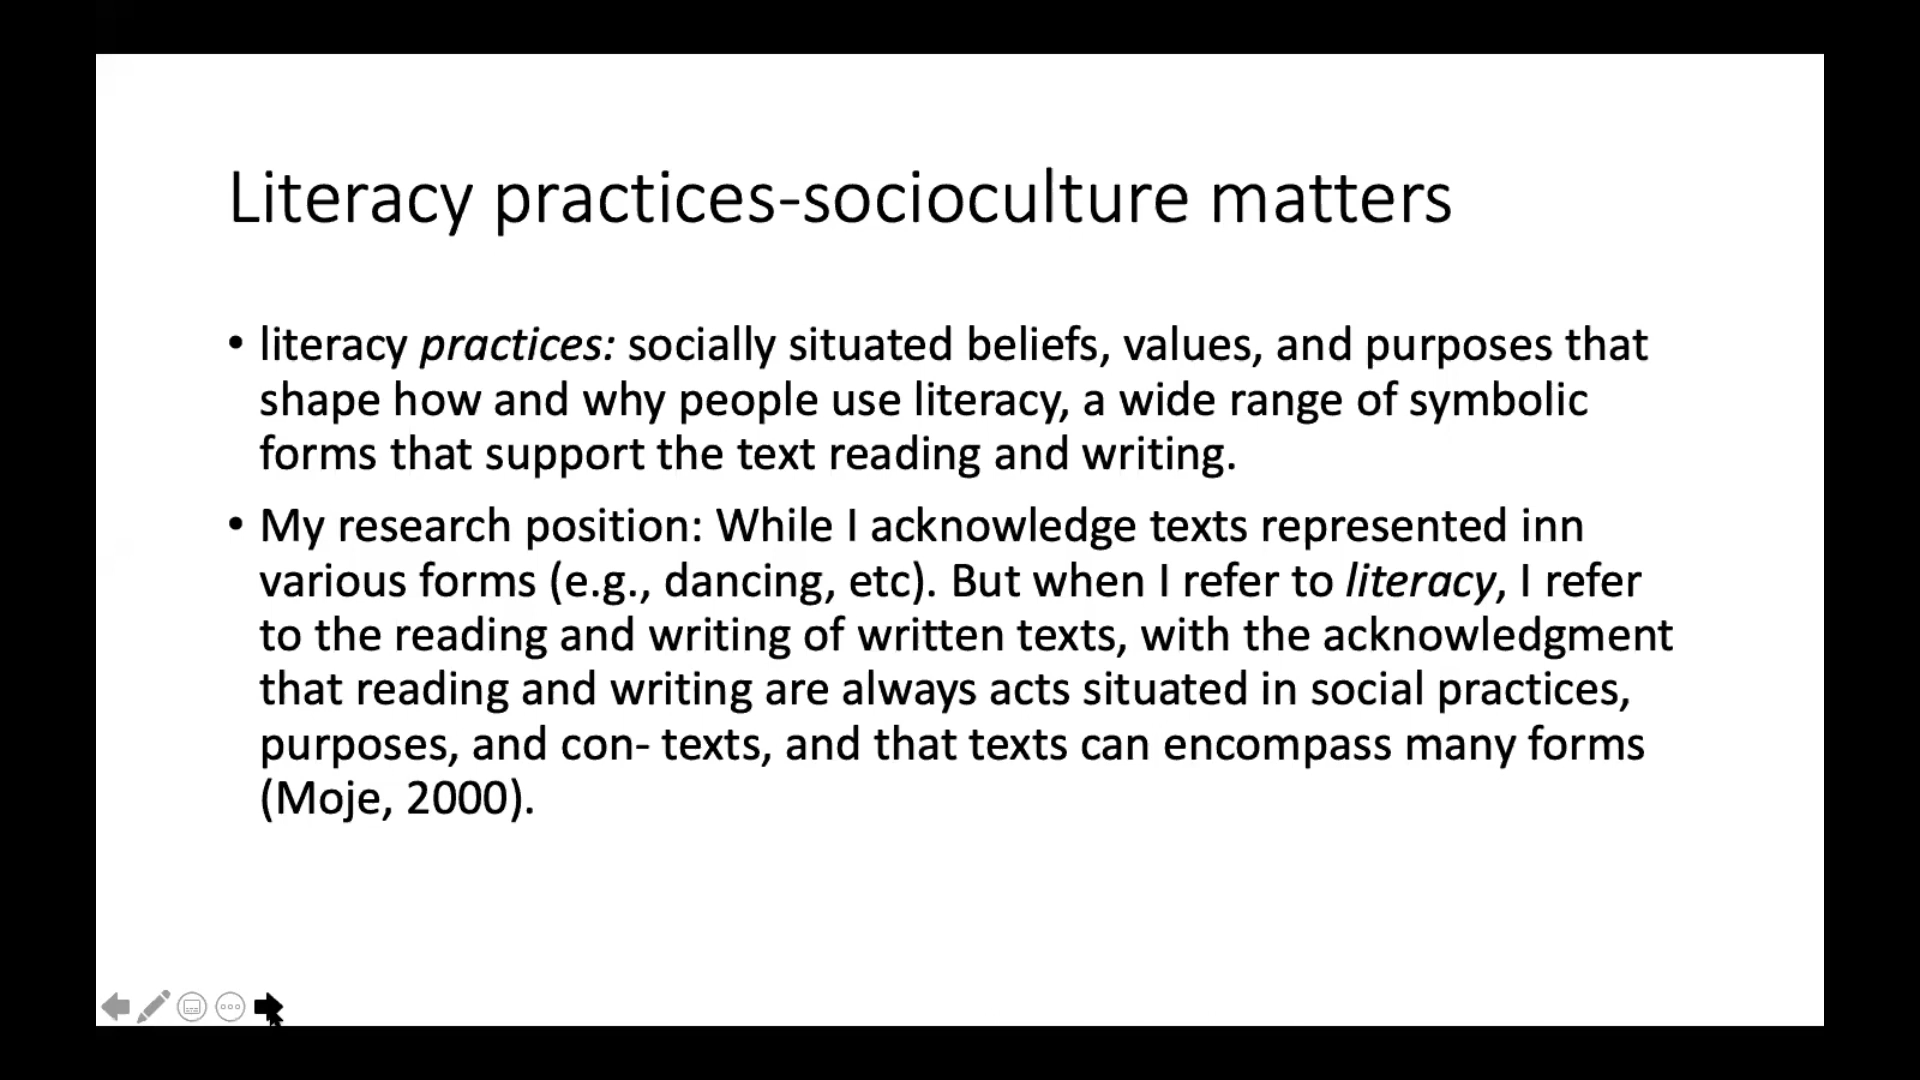 Literacy practices-socioculture matters
• literacy practices: socially situated beliefs, values, and purposes that
shape how and why people use literacy, a wide range of symbolic
forms that support the text reading and writing.
• My research position: While I acknowledge texts represented inn
various forms (e.g., dancing, etc). But when I refer to literacy, I refer
to the reading and writing of written texts, with the acknowledgment
that reading and writing are always acts situated in social practices,
purposes, and con- texts, and that texts can encompass many forms
(Moje, 2000).